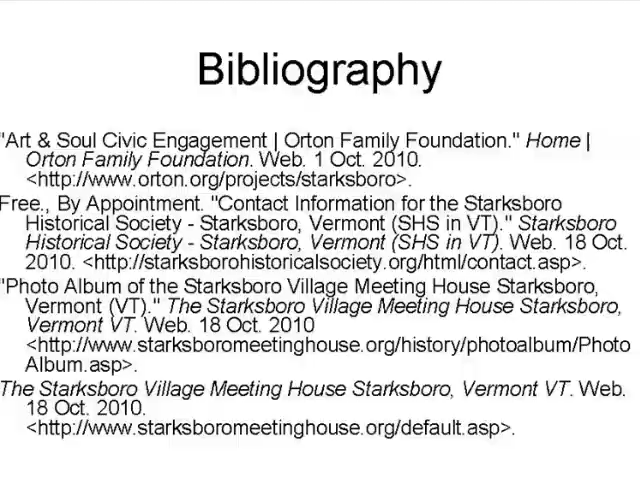 Bibliography
"Art & Soul Civic Engagement | Orton Family Foundation." Home |
Orton Family Foundation. Web. 1 Oct. 2010.
<http://www.orton.org/projects/starksboro>.
Free., By Appointment. "Contact Information for the Starksboro
Historical Society - Starksboro, Vermont (SHS in VT)." Starksboro
Historical Society - Starksboro, Vermont (SHS in VT). Web. 18 Oct.
2010. <http://starksborohistoricalsociety.org/html/contact.asp>.
"Photo Album of the Starksboro Village Meeting House Starksboro,
Vermont (VT)." The Starksboro Village Meeting House Starksboro,
Vermont VT. Web. 18 Oct. 2010
<http://www.starksboromeetinghouse.org/history/photoalbum/Photo
Album.asp>.
The Starksboro Village Meeting House Starksboro, Vermont VT. Web.
18 Oct. 2010.
<http://www.starksboromeetinghouse.org/default.asp>.